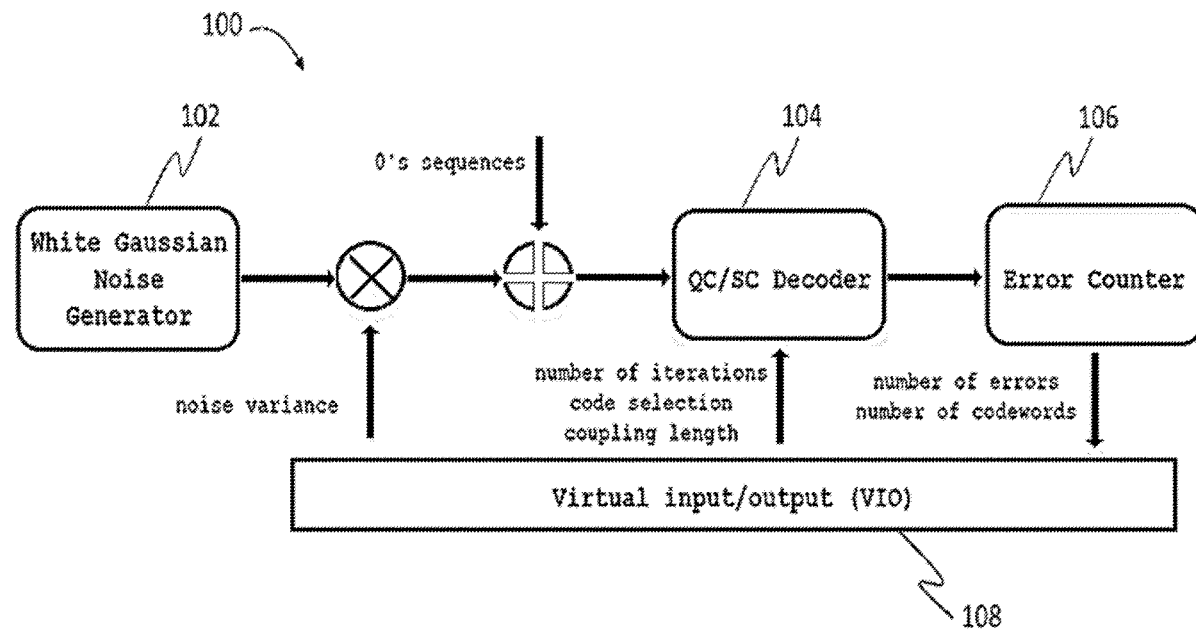 100
102
104
106
0's sequences
White Gaussian
Noise
Generator
QC/SC Decoder
Error Counter
noise variance
number of iterations
code selection
coupling length
number of errors
number of codewords
Virtual input/output (VIO)
108